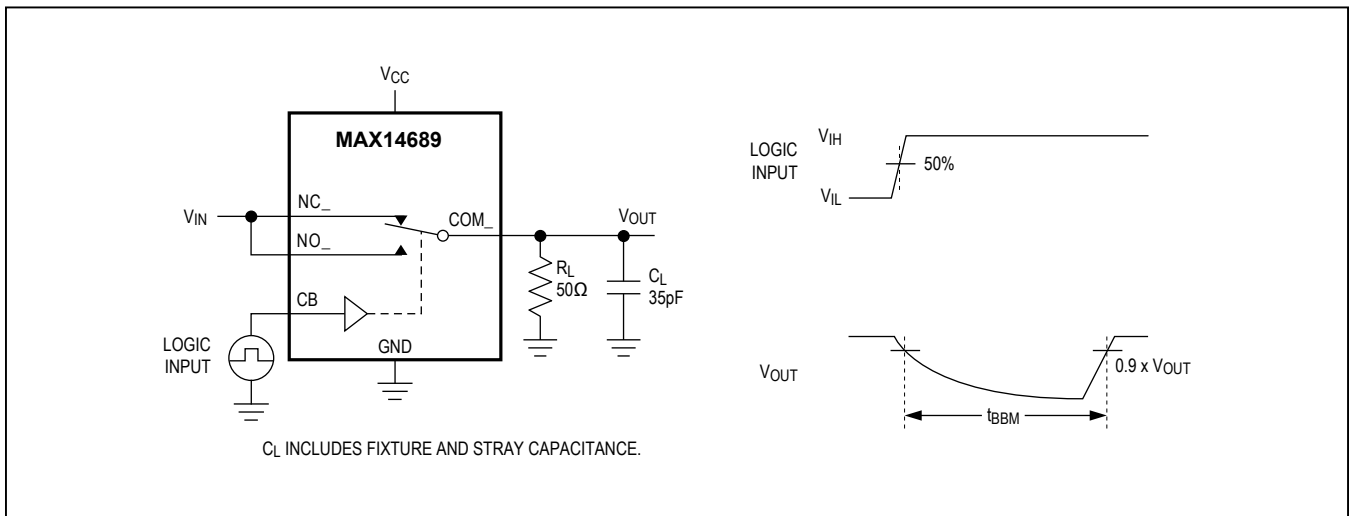 VCC
MAX14689
VIN
NC_
NO_
COM_
VOUT
RL
50Ω
CL
35pF
CB
LOGIC
INPUT
GND
CL INCLUDES FIXTURE AND STRAY CAPACITANCE.
LOGIC
INPUT
VIH
VIL
50%
VOUT
0.9 x VOUT
tBBM